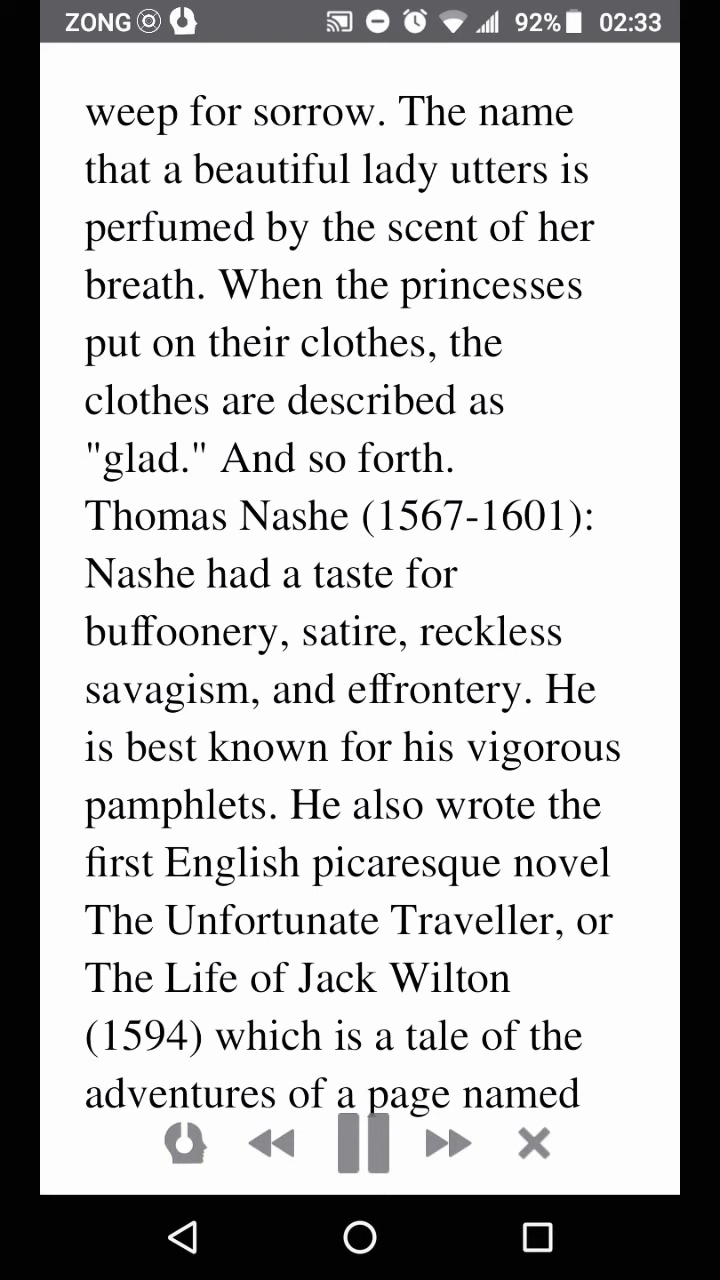 ZONG 92% 02:33
weep for sorrow. The name
that a beautiful lady utters is
perfumed by the scent of her
breath. When the princesses
put on their clothes, the
clothes are described as
"glad." And so forth.
Thomas Nashe (1567-1601):
Nashe had a taste for
buffoonery, satire, reckless
savagism, and effrontery. He
is best known for his vigorous
pamphlets. He also wrote the
first English picaresque novel
The Unfortunate Traveller, or
The Life of Jack Wilton
(1594) which is a tale of the
adventures of a page named